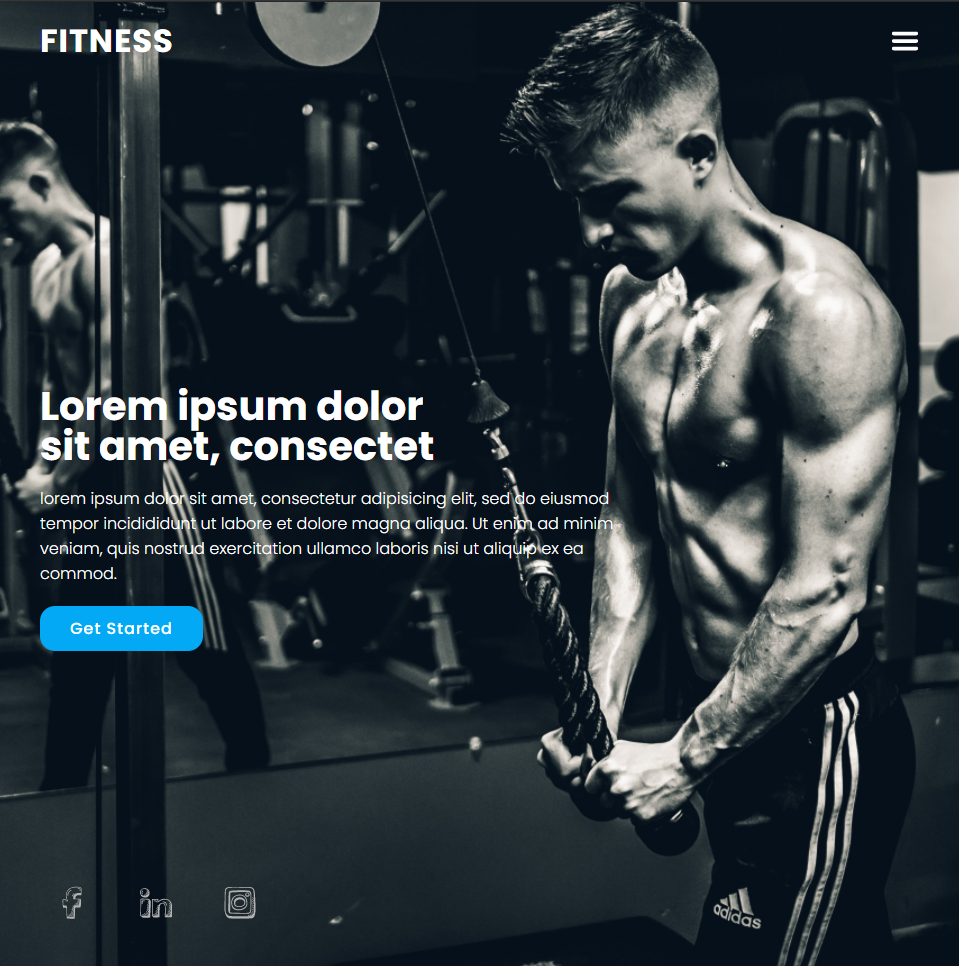 FITNESS
Lorem ipsum dolor
sit amet, consectet
lorem ipsum dolor sit amet, consectetur adipisicing elit, sed do eiusmod
tempor incidididunt ut labore et dolore magna aliqua. Ut enim ad minim
veniam, quis nostrud exercitation ullamco laboris nisi ut aliquip ex ea
commod.
Get Started
adidas
f in